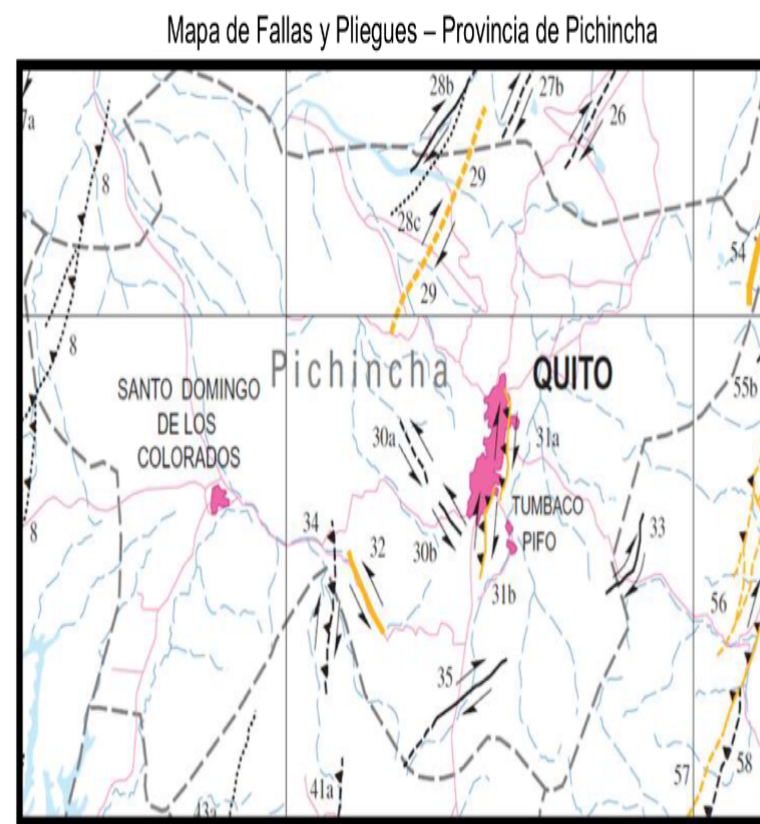 Mapa de Fallas y Pliegues – Provincia de Pichincha
28b
27b
26
7a
8
29
28c
54
29
8
Pichincha
QUITO
SANTO DOMINGO
DE LOS
COLORADOS
55b
30a
31a
8
34
32
30b
TUMBACO
PIFO
33
31b
56
35
57
58
41a
43a